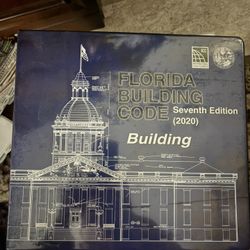 FLORIDA
BUILDING
CODE
Seventh Edition
(2020)
Building